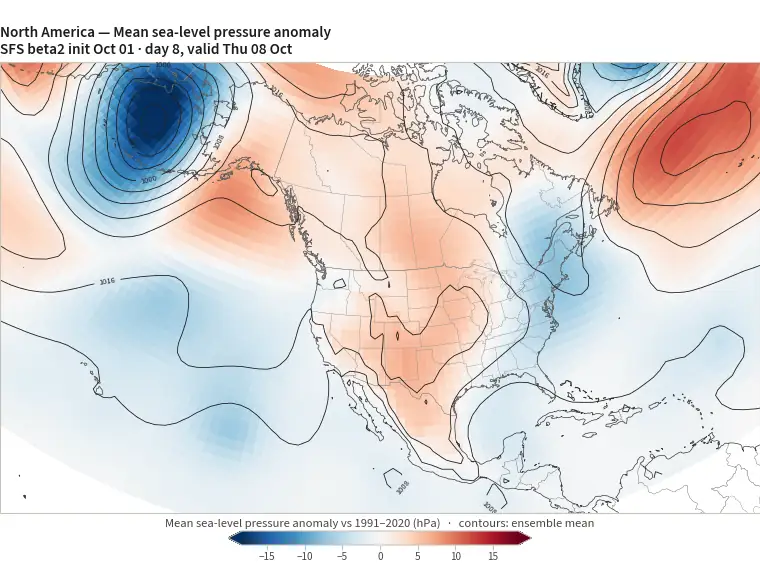 North America — Mean sea-level pressure anomaly
SFS beta2 init Oct 01 · day 8, valid Thu 08 Oct
1016
1008
1000
1016
1008
Mean sea-level pressure anomaly vs 1991–2020 (hPa) · contours: ensemble mean
−15 −10 −5 0 5 10 15